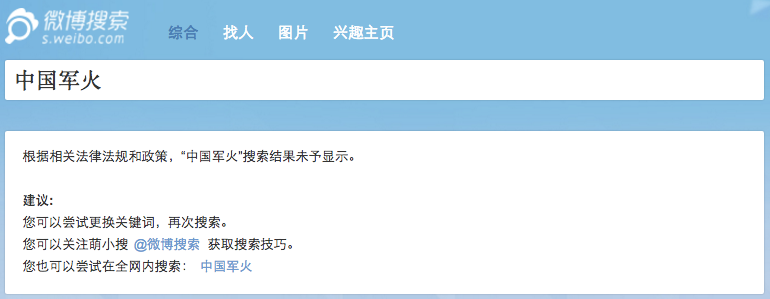 微博搜索
s.weibo.com
综合 找人 图片 兴趣主页
中国军火
根据相关法律法规和政策，“中国军火”搜索结果未予显示。
建议:
您可以尝试更换关键词，再次搜索。
您可以关注萌小搜 @微博搜索 获取搜索技巧。
您也可以尝试在全网内搜索： 中国军火